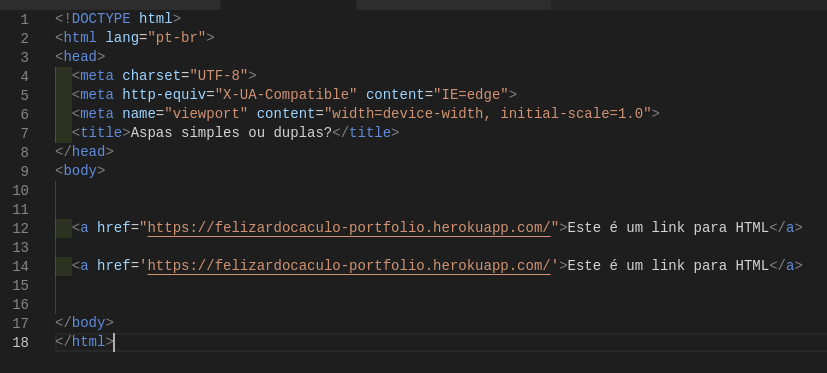 1 <!DOCTYPE html>
2 <html lang="pt-br">
3 <head>
4 <meta charset="UTF-8">
5 <meta http-equiv="X-UA-Compatible" content="IE=edge">
6 <meta name="viewport" content="width=device-width, initial-scale=1.0">
7 <title>Aspas simples ou duplas?</title>
8 </head>
9 <body>
10
11
12 <a href="https://felizardocaculo-portfolio.herokuapp.com/">Este é um link para HTML</a>
13
14 <a href='https://felizardocaculo-portfolio.herokuapp.com/'>Este é um link para HTML</a>
15
16
17 </body>
18 </html>